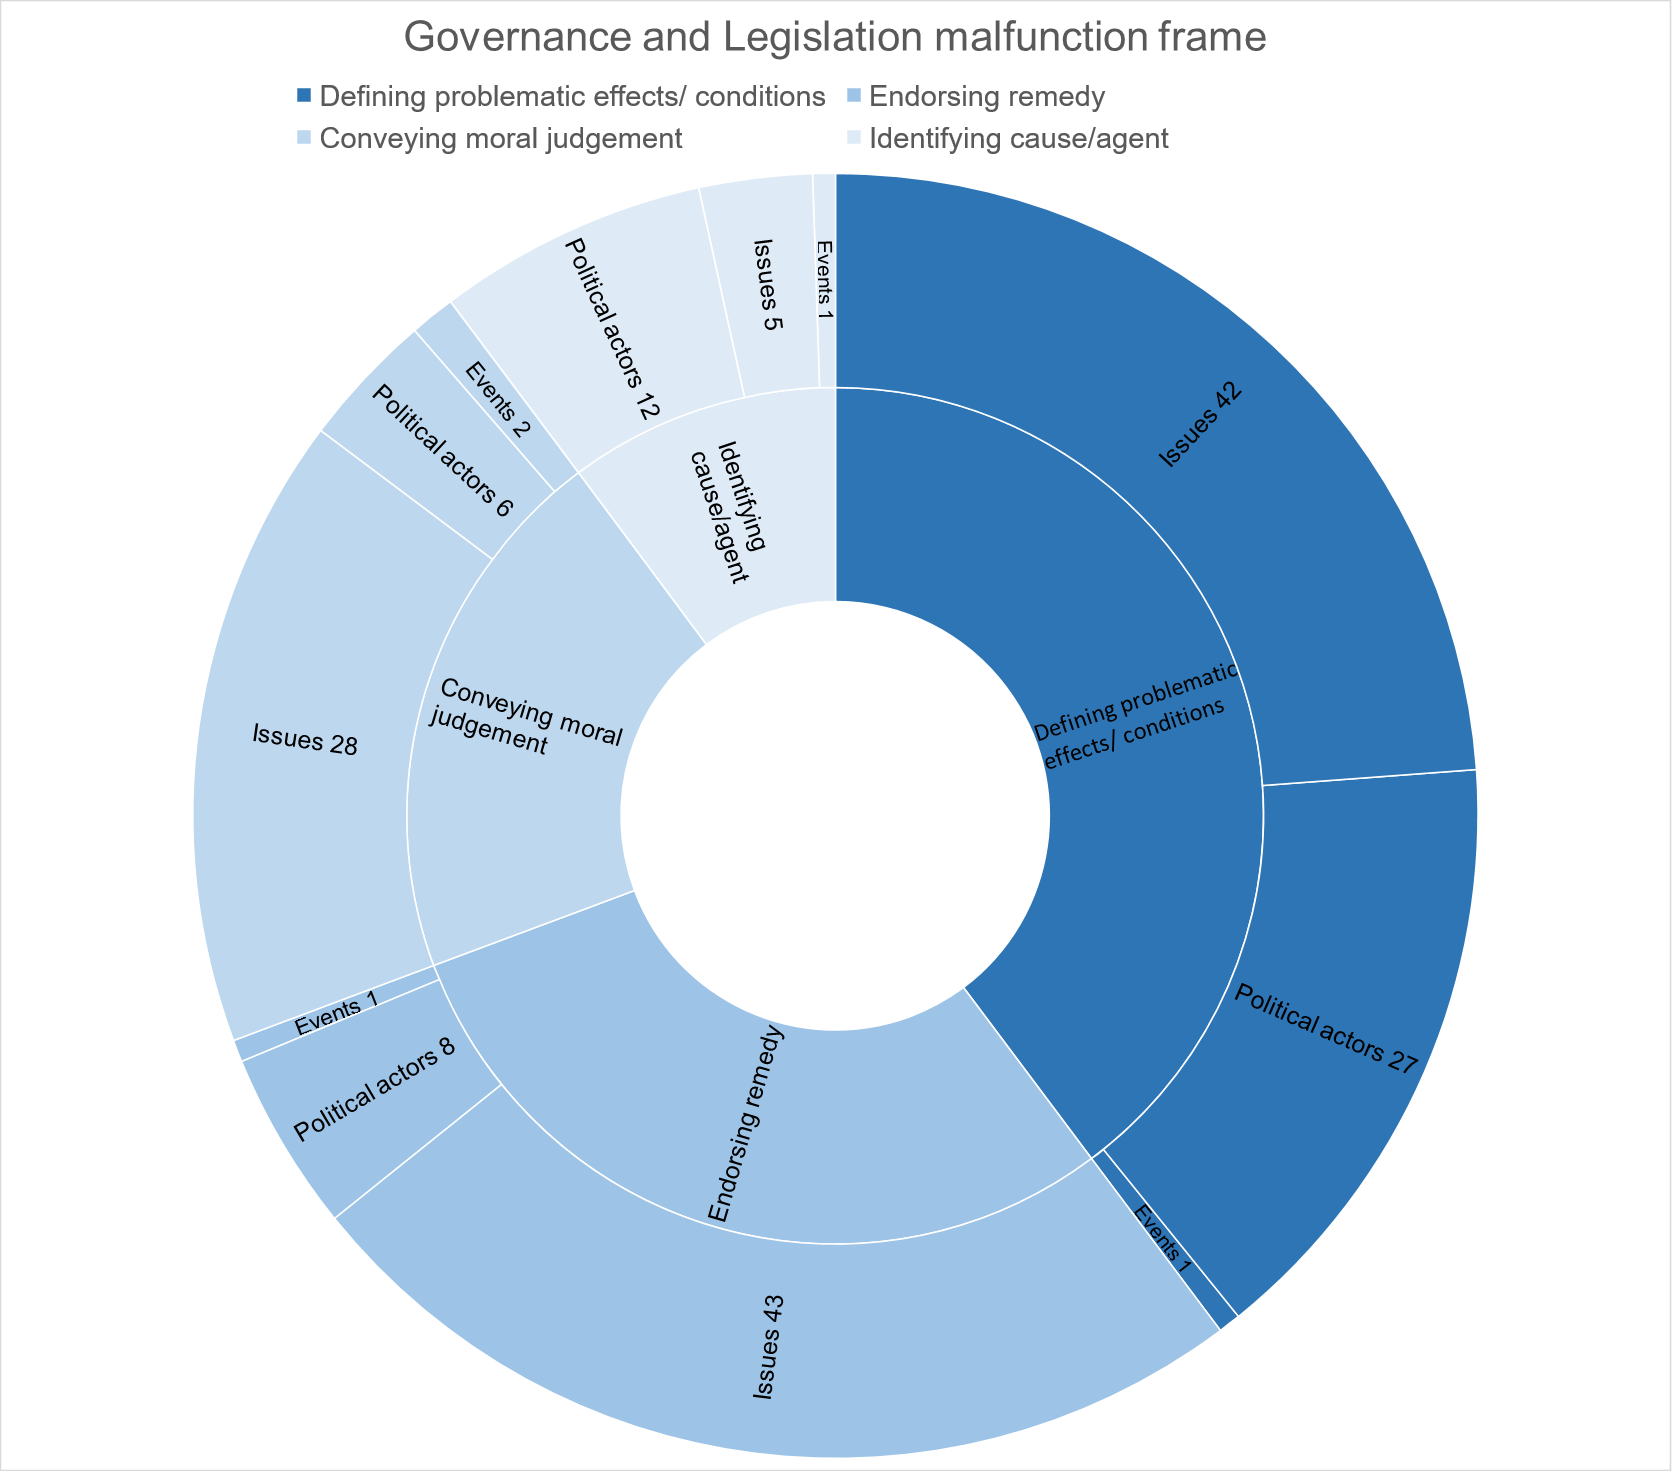 Governance and Legislation malfunction frame
Defining problematic effects/ conditions
Endorsing remedy
Conveying moral judgement
Identifying cause/agent
Issues 42
Political actors 27
Events 1
Defining problematic
effects/ conditions
Issues 43
Political actors 8
Events 1
Endorsing remedy
Issues 28
Political actors 6
Events 2
Conveying moral
judgement
Political actors 12
Issues 5
Events 1
Identifying
cause/agent